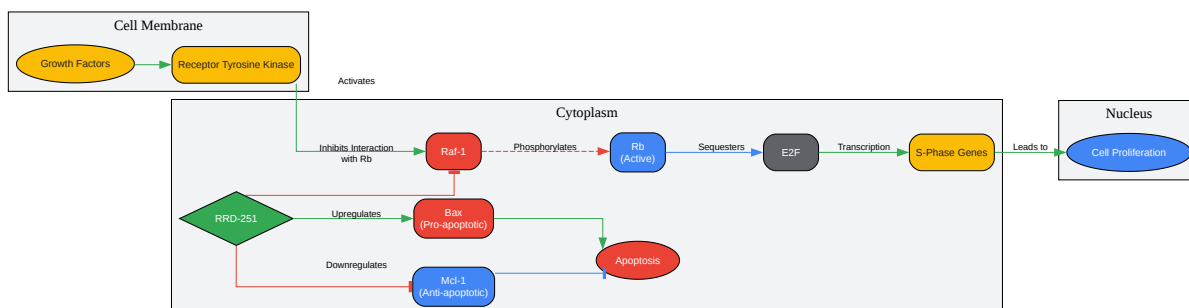 Cell Membrane
Growth Factors
Receptor Tyrosine Kinase
Activates
Cytoplasm
Nucleus
Inhibits Interaction
with Rb
Raf-1
Phosphorylates
Rb
(Active)
Sequesters
E2F
Transcription
S-Phase Genes
Leads to
Cell Proliferation
RRD-251
Upregulates
Bax
(Pro-apoptotic)
Apoptosis
Downregulates
Mcl-1
(Anti-apoptotic)